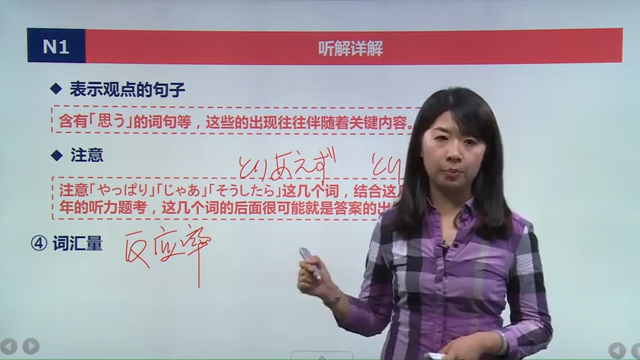 N1
听解详解
◆ 表示观点的句子
含有「思う」的词句等，这些的出现往往伴随着关键内容。
◆ 注意
とりあえず とり
注意「やっぱり」「じゃあ」「そうしたら」这几个词，结合这几
年的听力题考，这几个词的后面很可能就是答案的出
④ 词汇量
反应率